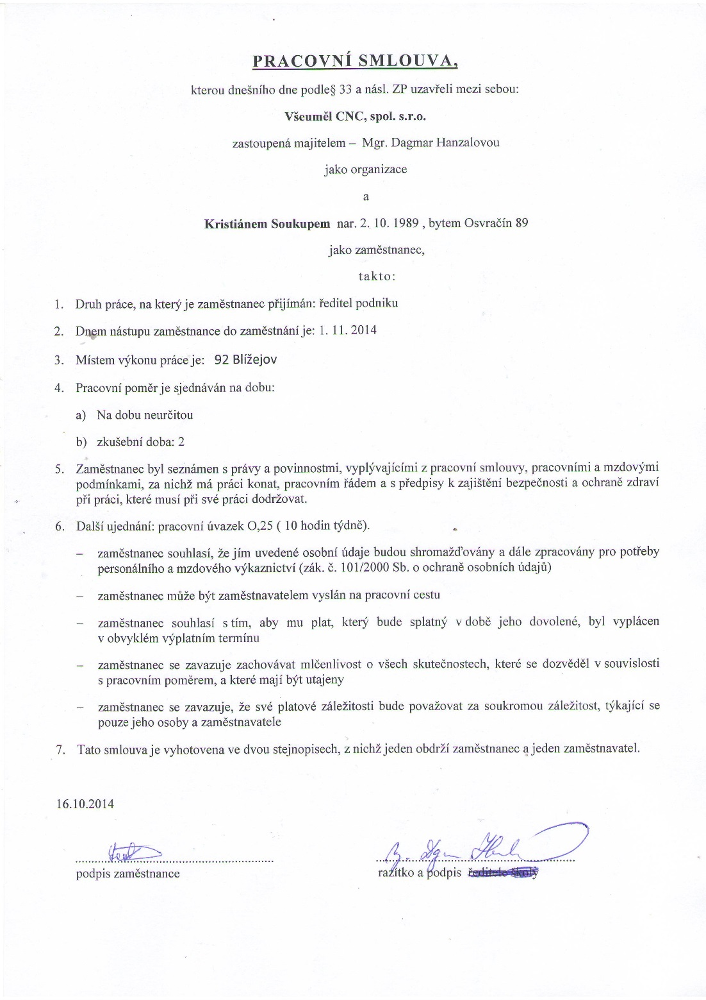 PRACOVNÍ SMLOUVA,
kterou dnešního dne podle§ 33 a násl. ZP uzavřeli mezi sebou:
Všeuměl CNC, spol. s.r.o.
zastoupená majitelem – Mgr. Dagmar Hanzalovou
jako organizace
a
Kristiánem Soukupem nar. 2. 10. 1989 , bytem Osvračín 89
jako zaměstnanec,
takto:
1. Druh práce, na který je zaměstnanec přijímán: ředitel podniku
2. Dnem nástupu zaměstnance do zaměstnání je: 1. 11. 2014
3. Místem výkonu práce je: 92 Blížejov
4. Pracovní poměr je sjednáván na dobu:
a) Na dobu neurčitou
b) zkušební doba: 2
5. Zaměstnanec byl seznámen s právy a povinnostmi, vyplývajícími z pracovní smlouvy, pracovními a mzdovými
podmínkami, za nichž má práci konat, pracovním řádem a s předpisy k zajištění bezpečnosti a ochraně zdraví
při práci, které musí při své práci dodržovat.
6. Další ujednání: pracovní úvazek O,25 ( 10 hodin týdně).
– zaměstnanec souhlasí, že jím uvedené osobní údaje budou shromažďovány a dále zpracovány pro potřeby
personálního a mzdového výkaznictví (zák. č. 101/2000 Sb. o ochraně osobních údajů)
– zaměstnanec může být zaměstnavatelem vyslán na pracovní cestu
– zaměstnanec souhlasí s tím, aby mu plat, který bude splatný v době jeho dovolené, byl vyplácen
v obvyklém výplatním termínu
– zaměstnanec se zavazuje zachovávat mlčenlivost o všech skutečnostech, které se dozvěděl v souvislosti
s pracovním poměrem, a které mají být utajeny
– zaměstnanec se zavazuje, že své platové záležitosti bude považovat za soukromou záležitost, týkající se
pouze jeho osoby a zaměstnavatele
7. Tato smlouva je vyhotovena ve dvou stejnopisech, z nichž jeden obdrží zaměstnanec a jeden zaměstnavatel.
16.10.2014
podpis zaměstnance
razítko a podpis ředitele školy